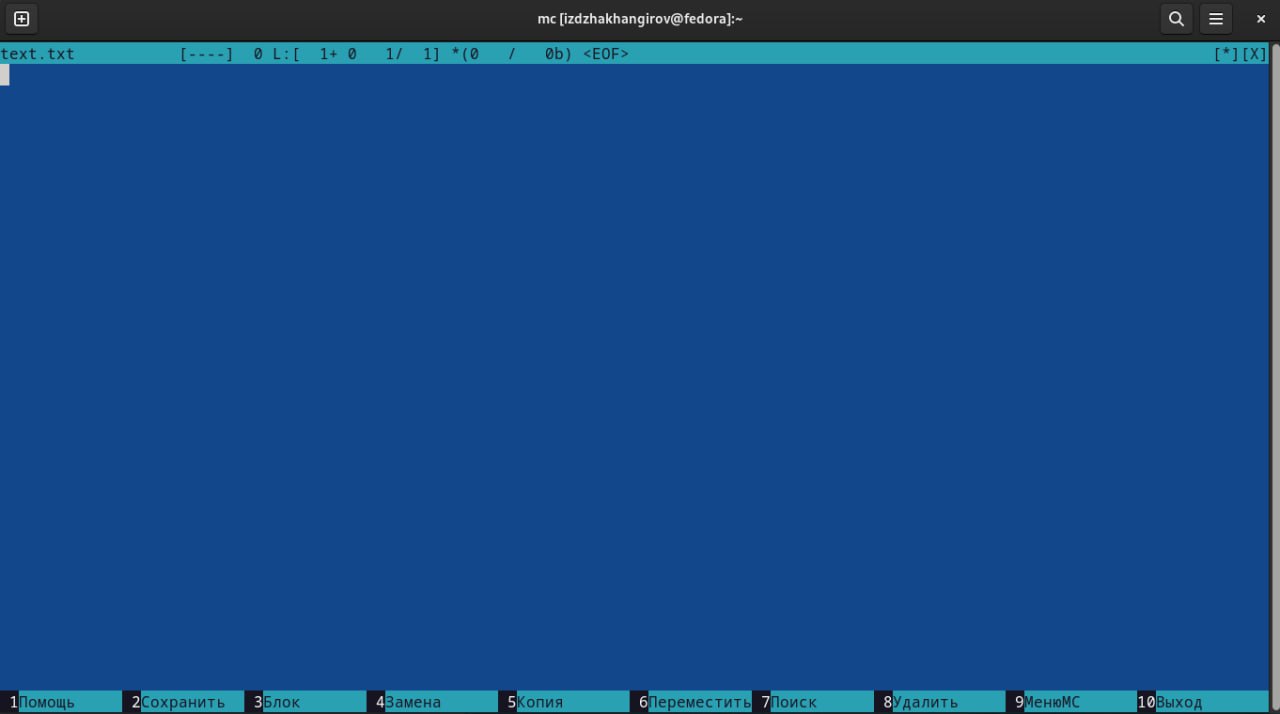 mc [izdzhakhangirov@fedora]:~
text.txt [----] 0 L:[ 1+ 0 1/ 1] *(0 / 0b) <EOF> [*][X]
1Помощь 2Сохранить 3Блок 4Замена 5Копия 6Переместить 7Поиск 8Удалить 9МенюMC 10Выход